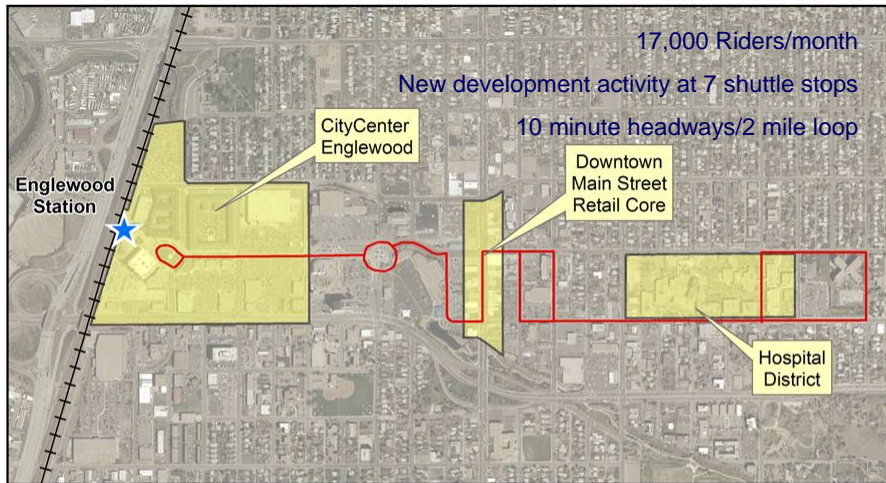 17,000 Riders/month
New development activity at 7 shuttle stops
10 minute headways/2 mile loop
CityCenter
Englewood
Downtown
Main Street
Retail Core
Englewood
Station
Hospital
District